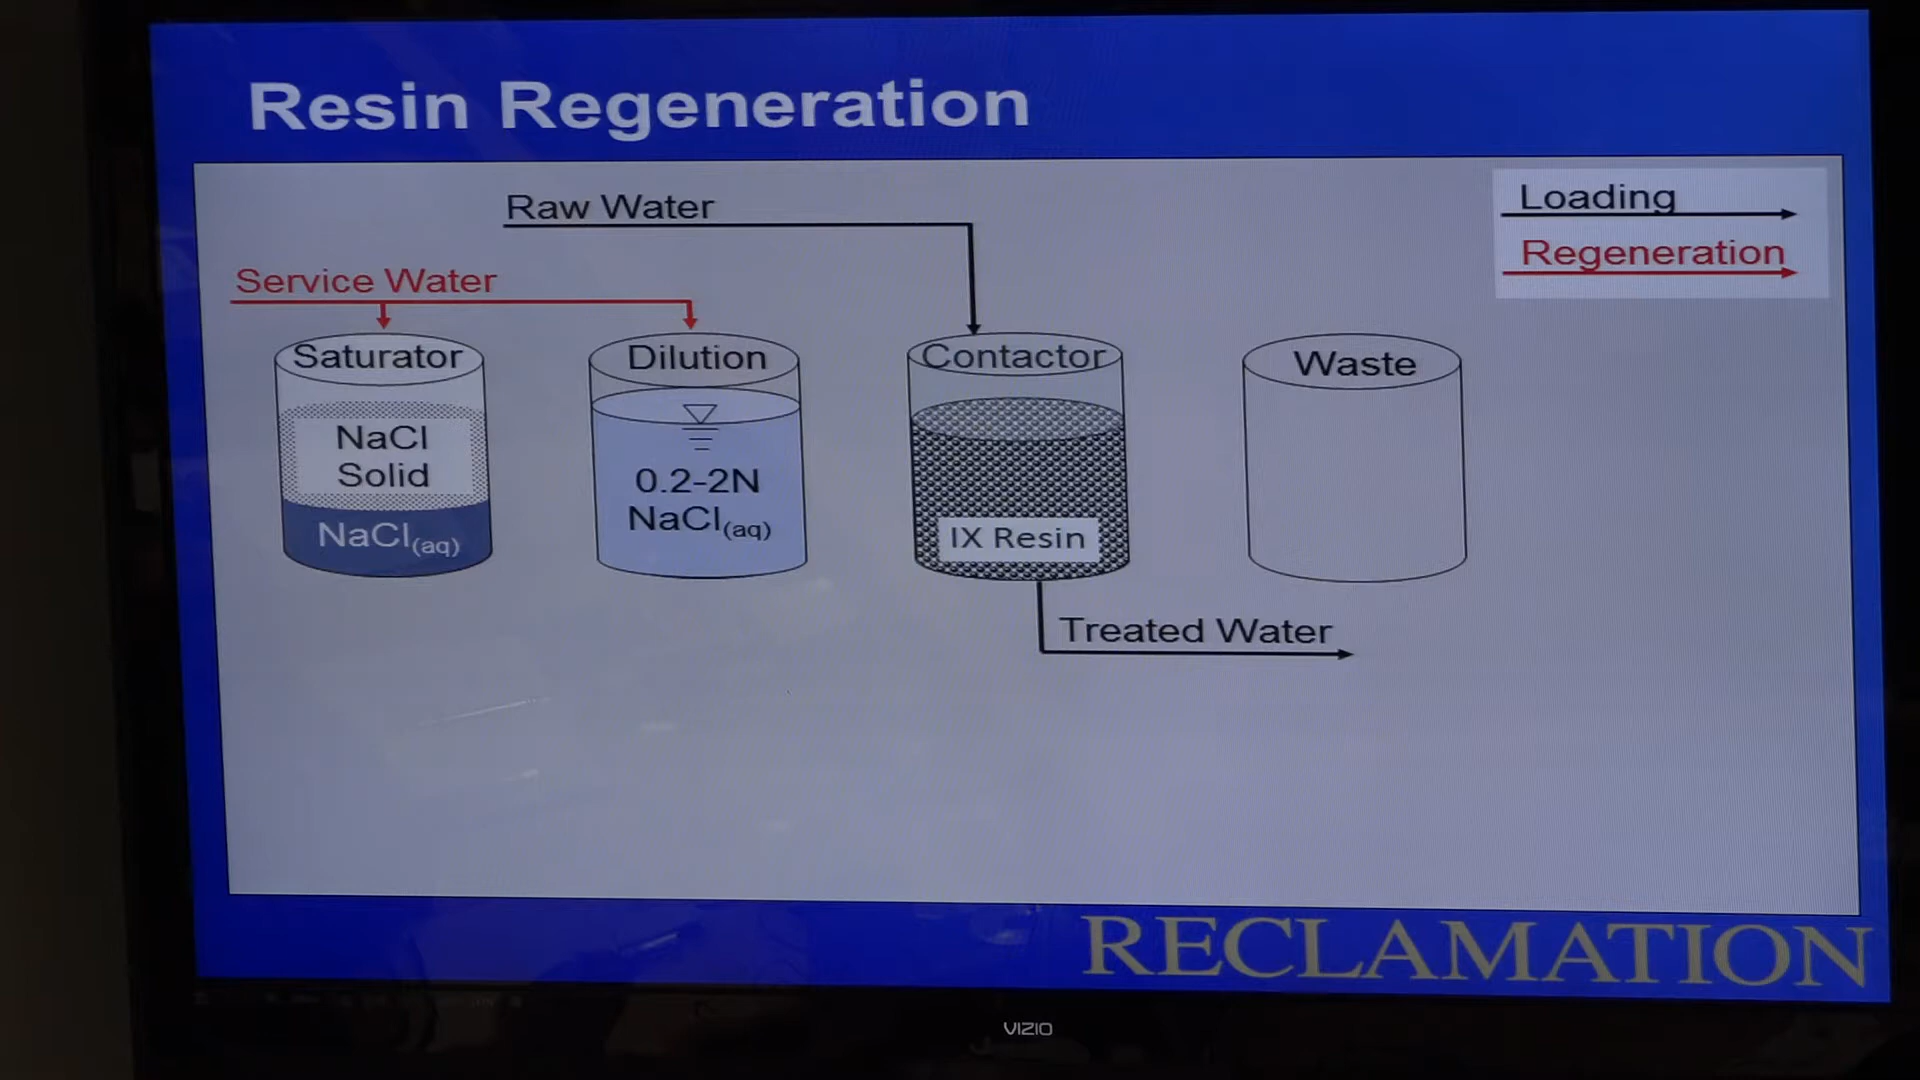 Resin Regeneration
Raw Water
Loading
Regeneration
Service Water
Saturator
Dilution
Contactor
Waste
NaCl
Solid
NaCl(aq)
0.2-2N
NaCl(aq)
IX Resin
Treated Water
RECLAMATION
VIZIO